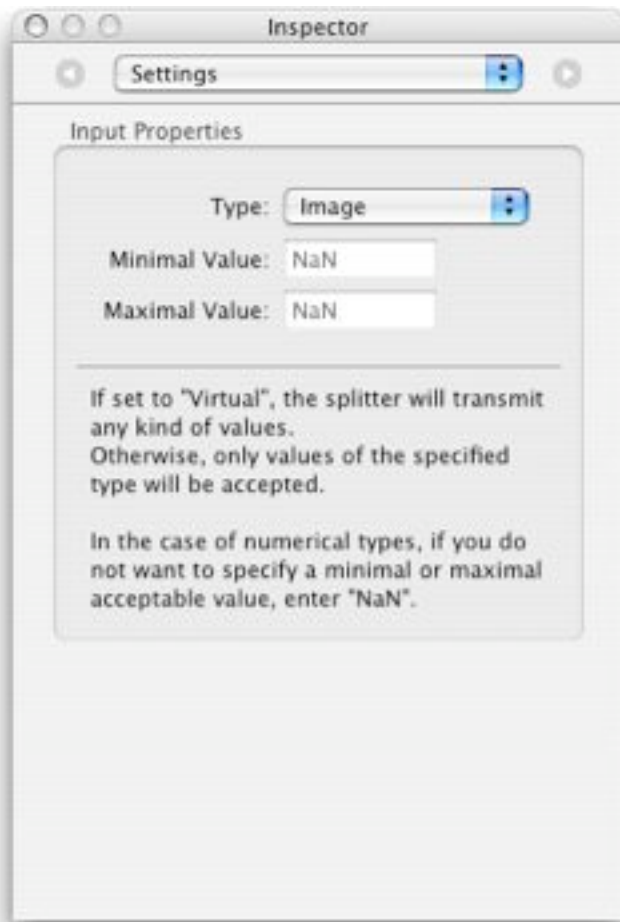 Inspector
Settings
Input Properties
Type: Image
Minimal Value: NaN
Maximal Value: NaN
If set to "Virtual", the splitter will transmit
any kind of values.
Otherwise, only values of the specified
type will be accepted.
In the case of numerical types, if you do
not want to specify a minimal or maximal
acceptable value, enter "NaN".